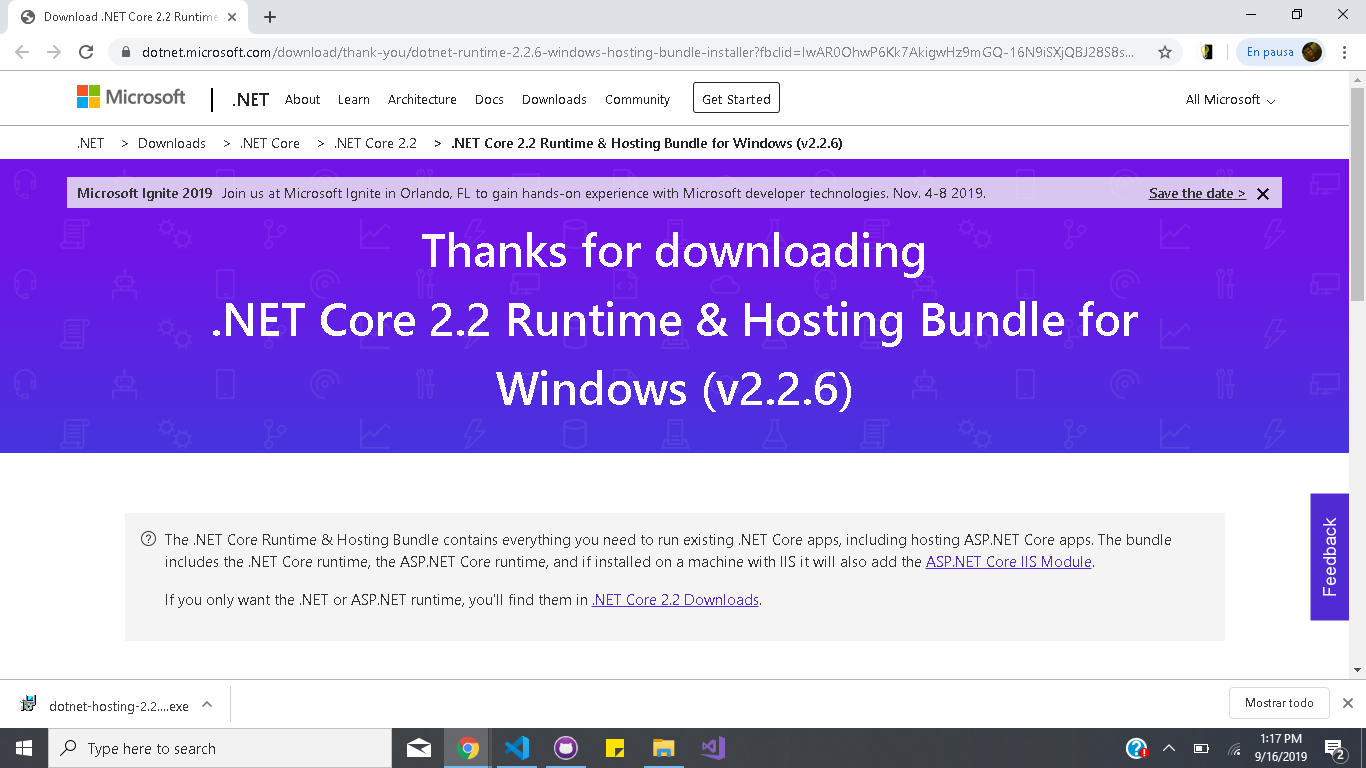 Download .NET Core 2.2 Runtime
dotnet.microsoft.com/download/thank-you/dotnet-runtime-2.2.6-windows-hosting-bundle-installer?fbclid=IwAR0OhwP6Kk7AkigwHz9mGQ-16N9iSXjQBJ28S8s...
En pausa
Microsoft
.NET About Learn Architecture Docs Downloads Community Get Started
All Microsoft
.NET > Downloads > .NET Core > .NET Core 2.2 > .NET Core 2.2 Runtime & Hosting Bundle for Windows (v2.2.6)
Microsoft Ignite 2019 Join us at Microsoft Ignite in Orlando, FL to gain hands-on experience with Microsoft developer technologies. Nov. 4-8 2019.
Save the date >
Thanks for downloading
.NET Core 2.2 Runtime & Hosting Bundle for
Windows (v2.2.6)
The .NET Core Runtime & Hosting Bundle contains everything you need to run existing .NET Core apps, including hosting ASP.NET Core apps. The bundle
includes the .NET Core runtime, the ASP.NET Core runtime, and if installed on a machine with IIS it will also add the ASP.NET Core IIS Module.
If you only want the .NET or ASP.NET runtime, you'll find them in .NET Core 2.2 Downloads.
Feedback
dotnet-hosting-2.2....exe
Mostrar todo
Type here to search
1:17 PM
9/16/2019
2